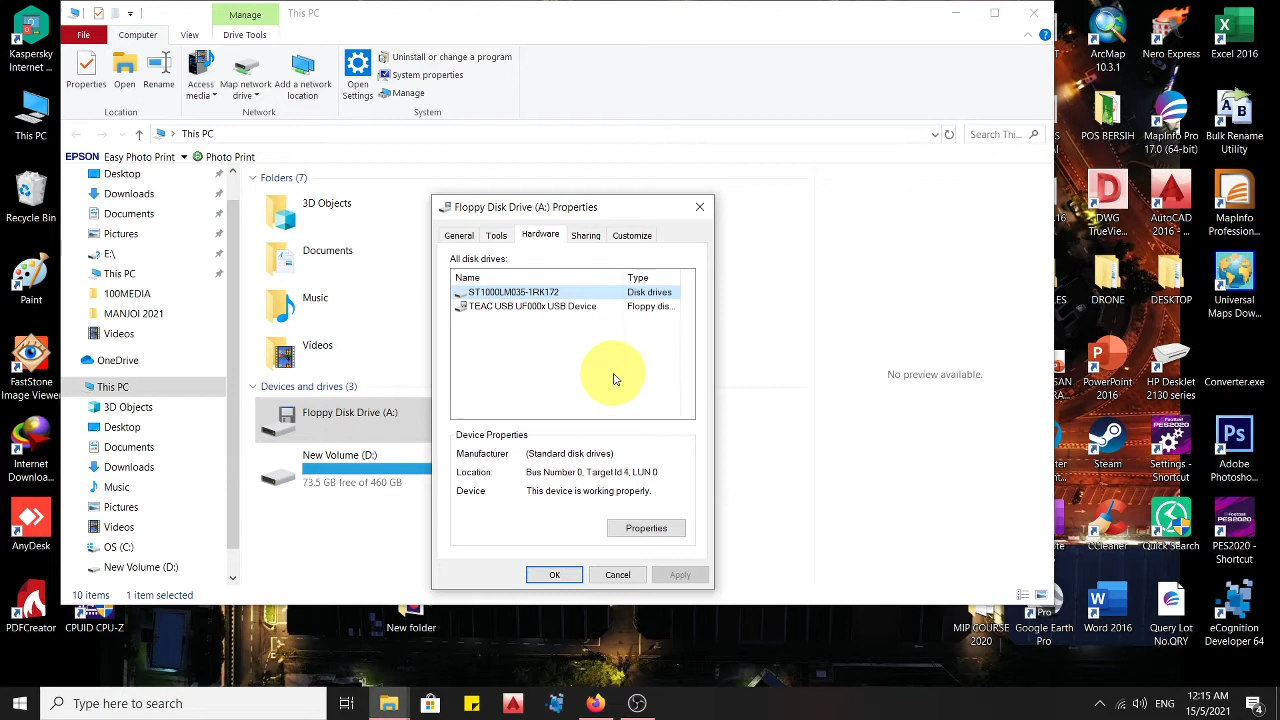 Manage
This PC
File
Computer
View
Drive Tools
Properties
Open
Rename
Access media
Map network drive
Add a network location
Open Settings
Uninstall or change a program
System properties
Manage
Location
Network
System
This PC
Search Thi...
EPSON Easy Photo Print
Photo Print
Desktop
Downloads
Documents
Pictures
E:\
This PC
100MEDIA
MANJOI 2021
Videos
OneDrive
This PC
3D Objects
Desktop
Documents
Downloads
Music
Pictures
Videos
OS (C:)
New Volume (D:)
10 items
1 item selected
Folders (7)
3D Objects
Documents
Music
Videos
Devices and drives (3)
Floppy Disk Drive (A:)
New Volume (D:)
73.5 GB free of 460 GB
No preview available.
Floppy Disk Drive (A:) Properties
General
Tools
Hardware
Sharing
Customize
All disk drives:
Name
Type
ST1000LM035-1RK172
Disk drives
TEAC USB UF000x USB Device
Floppy dis...
Device Properties
Manufacturer
(Standard disk drives)
Location:
Bus Number 0, Target Id 4, LUN 0
Device
This device is working properly.
Properties
OK
Cancel
Apply
Kaspersky
Internet ...
This PC
Recycle Bin
Paint
FastStone
Image Viewer
Internet
Downloa...
AnyDesk
PDFCreator
CPUID CPU-Z
New folder
ArcMap
10.3.1
Nero Express
Excel 2016
POS BERSIH
MapInfo
Pro 17.0 (64-bit)
Bulk Rename
Utility
DWG
TrueView...
AutoCAD
2016
MapInfo
Profession...
DRONE
DESKTOP
Universal
Maps Dow...
PowerPoint
2016
HP DeskJet
2130 series
Converter.exe
Steam
Settings -
Shortcut
Adobe
Photosho...
CCleaner
Quick Search
PES2020 -
Shortcut
MIP COURSE
2020
Google Earth
Pro
Word 2016
Query Lot
No.QRY
eCognition
Developer 64
Type here to search
12:15 AM
15/5/2021
4